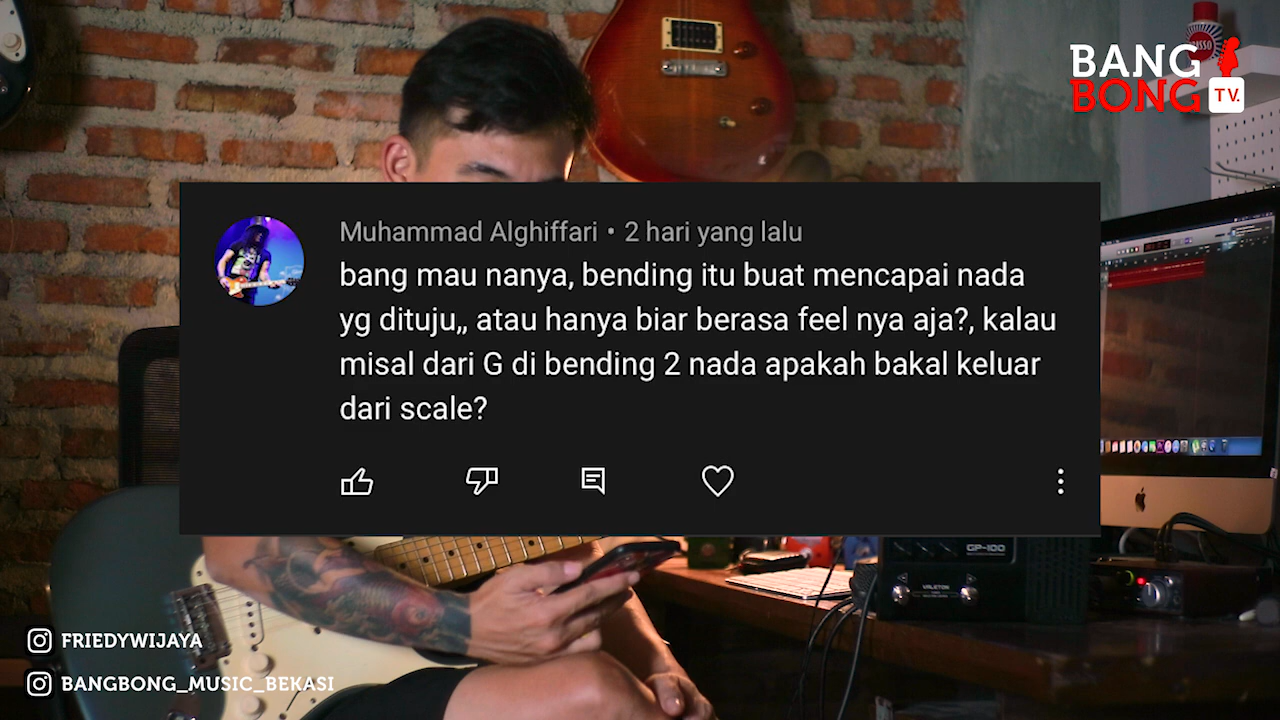 BANG
BONG TV.
Muhammad Alghiffari • 2 hari yang lalu
bang mau nanya, bending itu buat mencapai nada
yg dituju,, atau hanya biar berasa feel nya aja?, kalau
misal dari G di bending 2 nada apakah bakal keluar
dari scale?
GP-100
VALETON
FRIEDYWIJAYA
BANGBONG_MUSIC_BEKASI